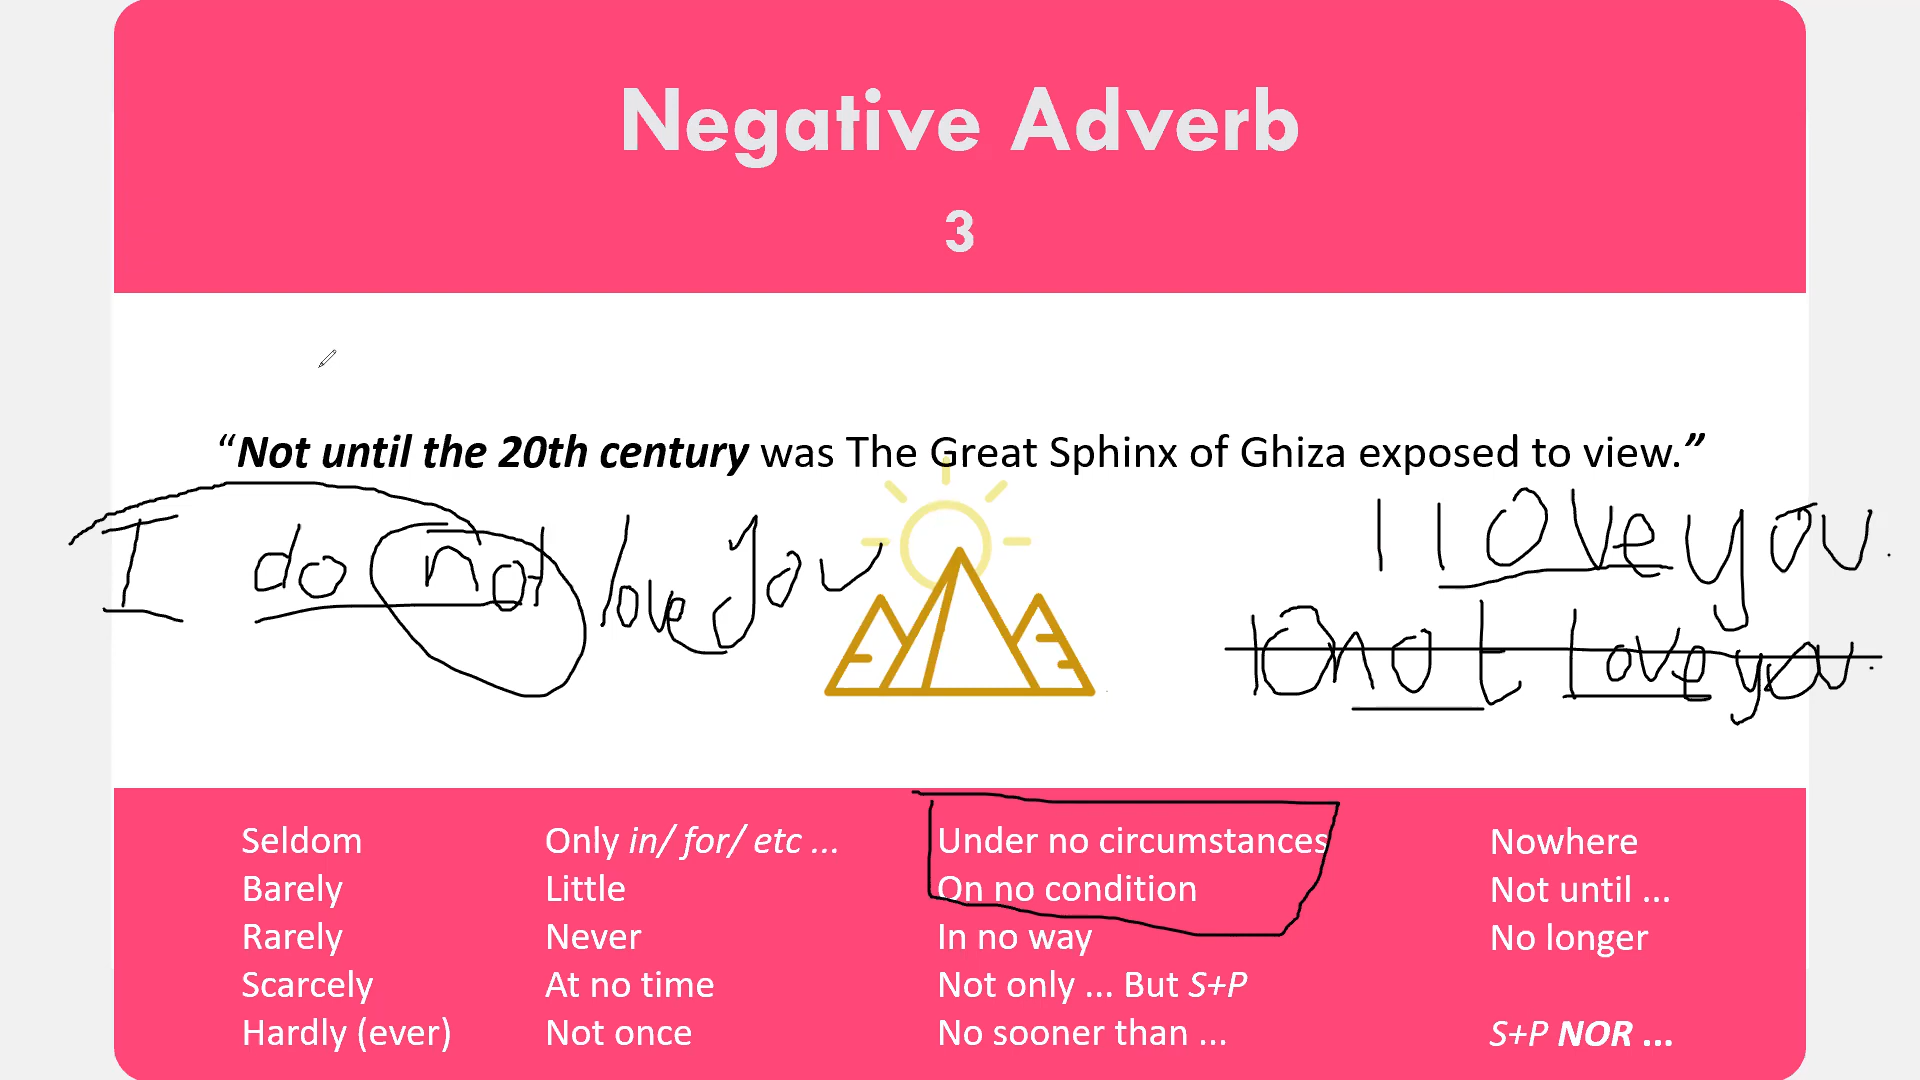 Negative Adverb
3
“Not until the 20th century was The Great Sphinx of Ghiza exposed to view.”
I do not love you
I love you.
I not love you.
Seldom
Barely
Rarely
Scarcely
Hardly (ever)
Only in/ for/ etc ...
Little
Never
At no time
Not once
Under no circumstances
On no condition
In no way
Not only ... But S+P
No sooner than ...
Nowhere
Not until ...
No longer
S+P NOR ...